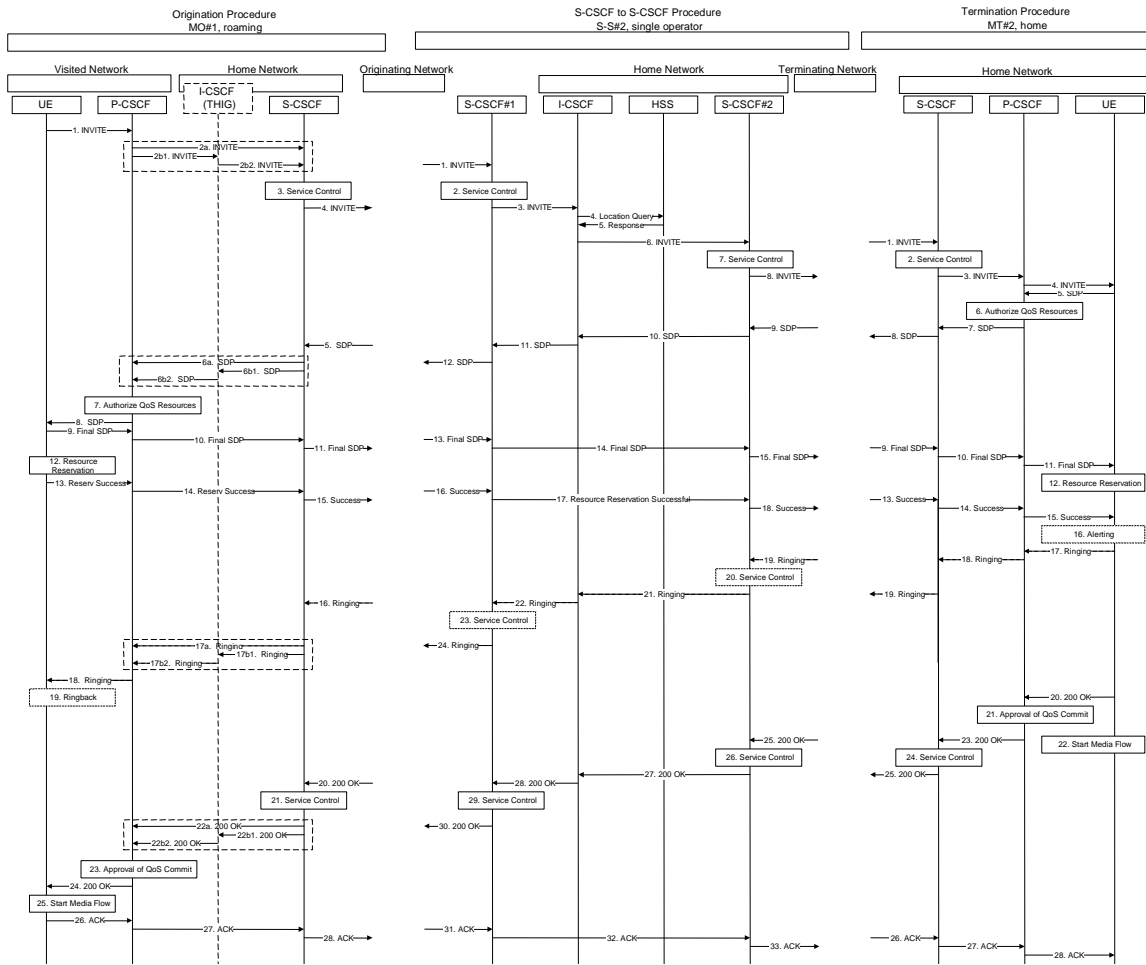 Origination Procedure
MO#1, roaming
S-CSCF to S-CSCF Procedure
S-S#2, single operator
Termination Procedure
MT#2, home
Visited Network
Home Network
Originating Network
Home Network
Terminating Network
Home Network
UE
P-CSCF
I-CSCF
(THIG)
S-CSCF
S-CSCF#1
I-CSCF
HSS
S-CSCF#2
S-CSCF
P-CSCF
UE
1. INVITE
2a. INVITE
2b1. INVITE
2b2. INVITE
1. INVITE
3. Service Control
2. Service Control
4. INVITE
3. INVITE
4. Location Query
5. Response
6. INVITE
1. INVITE
7. Service Control
2. Service Control
8. INVITE
3. INVITE
4. INVITE
5. SDP
6. Authorize QoS Resources
9. SDP
7. SDP
10. SDP
8. SDP
5. SDP
11. SDP
6a. SDP
12. SDP
6b1. SDP
6b2. SDP
7. Authorize QoS Resources
8. SDP
9. Final SDP
10. Final SDP
13. Final SDP
11. Final SDP
14. Final SDP
9. Final SDP
15. Final SDP
10. Final SDP
12. Resource
Reservation
11. Final SDP
13. Reserv Success
12. Resource Reservation
14. Reserv Success
16. Success
15. Success
17. Resource Reservation Successful
13. Success
18. Success
14. Success
15. Success
16. Alerting
17. Ringing
19. Ringing
18. Ringing
20. Service Control
21. Ringing
19. Ringing
16. Ringing
22. Ringing
23. Service Control
17a. Ringing
24. Ringing
17b1. Ringing
17b2. Ringing
18. Ringing
19. Ringback
20. 200 OK
21. Approval of QoS Commit
25. 200 OK
23. 200 OK
22. Start Media Flow
26. Service Control
24. Service Control
27. 200 OK
25. 200 OK
20. 200 OK
28. 200 OK
21. Service Control
29. Service Control
22a. 200 OK
30. 200 OK
22b1. 200 OK
22b2. 200 OK
23. Approval of QoS Commit
24. 200 OK
25. Start Media Flow
26. ACK
27. ACK
31. ACK
28. ACK
32. ACK
26. ACK
33. ACK
27. ACK
28. ACK